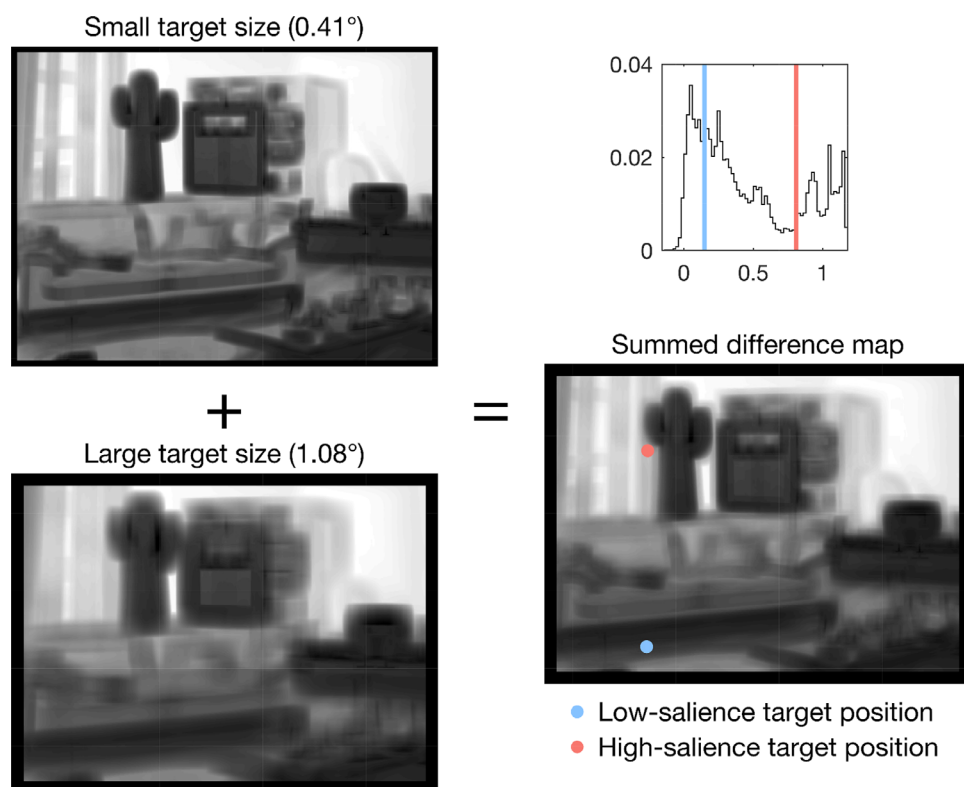 Small target size (0.41°)
0.04
0.02
0
0
0.5
1
Summed difference map
+
=
Large target size (1.08°)
Low-salience target position
High-salience target position